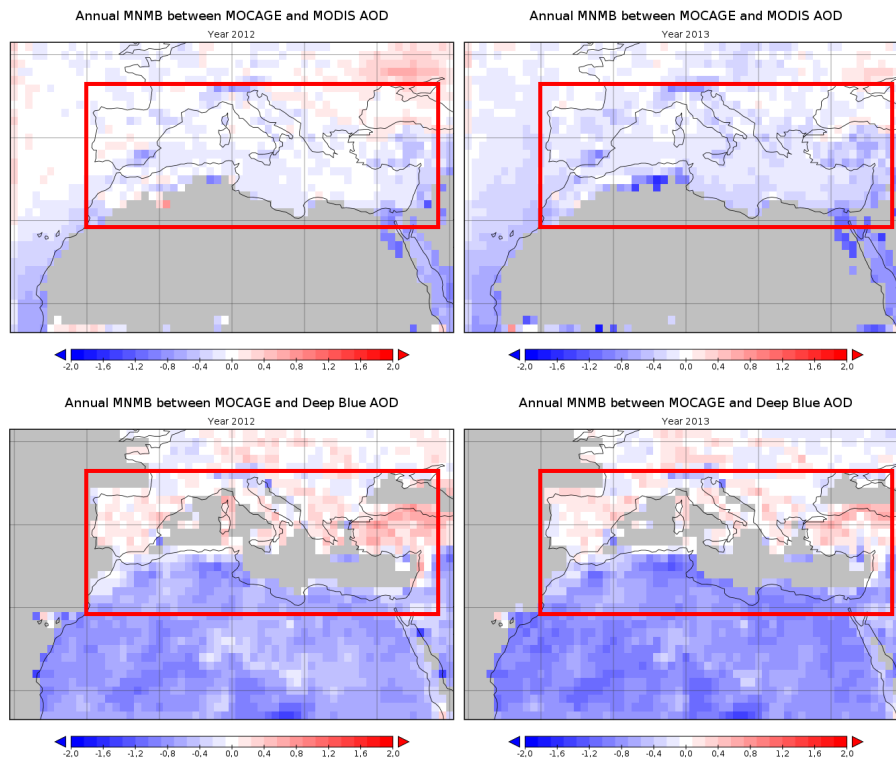 Annual MNMB between MOCAGE and MODIS AOD
Year 2012
-2.0 -1.6 -1.2 -0.8 -0.4 0.0 0.4 0.8 1.2 1.6 2.0
Annual MNMB between MOCAGE and MODIS AOD
Year 2013
-2.0 -1.6 -1.2 -0.8 -0.4 0.0 0.4 0.8 1.2 1.6 2.0
Annual MNMB between MOCAGE and Deep Blue AOD
Year 2012
-2.0 -1.6 -1.2 -0.8 -0.4 0.0 0.4 0.8 1.2 1.6 2.0
Annual MNMB between MOCAGE and Deep Blue AOD
Year 2013
-2.0 -1.6 -1.2 -0.8 -0.4 0.0 0.4 0.8 1.2 1.6 2.0